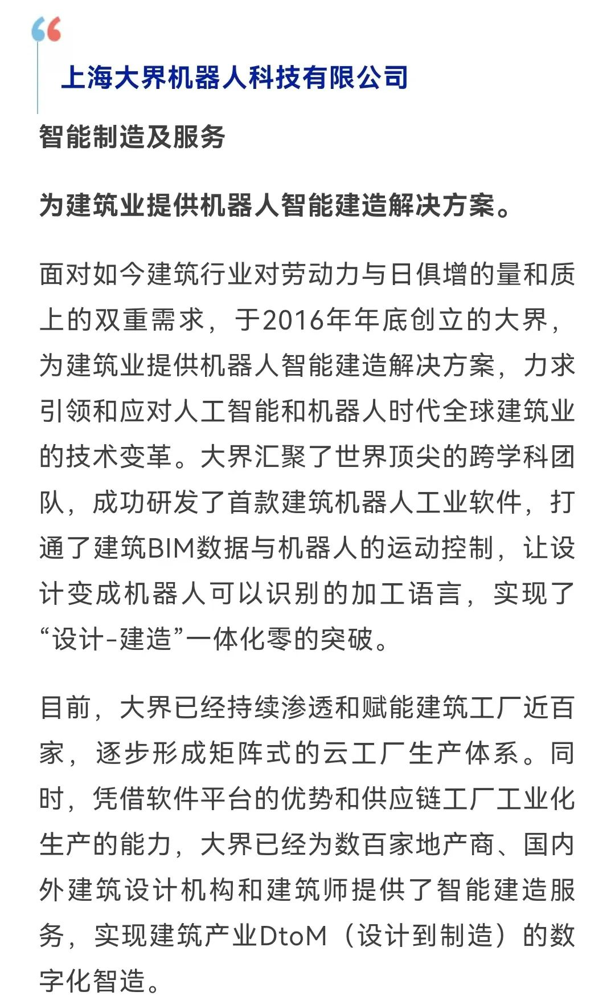 上海大界机器人科技有限公司
智能制造及服务
为建筑业提供机器人智能建造解决方案。
面对如今建筑行业对劳动力与日俱增的量和质
上的双重需求，于2016年年底创立的大界，
为建筑业提供机器人智能建造解决方案，力求
引领和应对人工智能和机器人时代全球建筑业
的技术变革。大界汇聚了世界顶尖的跨学科团
队，成功研发了首款建筑机器人工业软件，打
通了建筑BIM数据与机器人的运动控制，让设
计变成机器人可以识别的加工语言，实现了
“设计-建造”一体化零的突破。
目前，大界已经持续渗透和赋能建筑工厂近百
家，逐步形成矩阵式的云工厂生产体系。同
时，凭借软件平台的优势和供应链工厂工业化
生产的能力，大界已经为数百家地产商、国内
外建筑设计机构和建筑师提供了智能建造服
务，实现建筑产业DtoM（设计到制造）的数
字化智造。